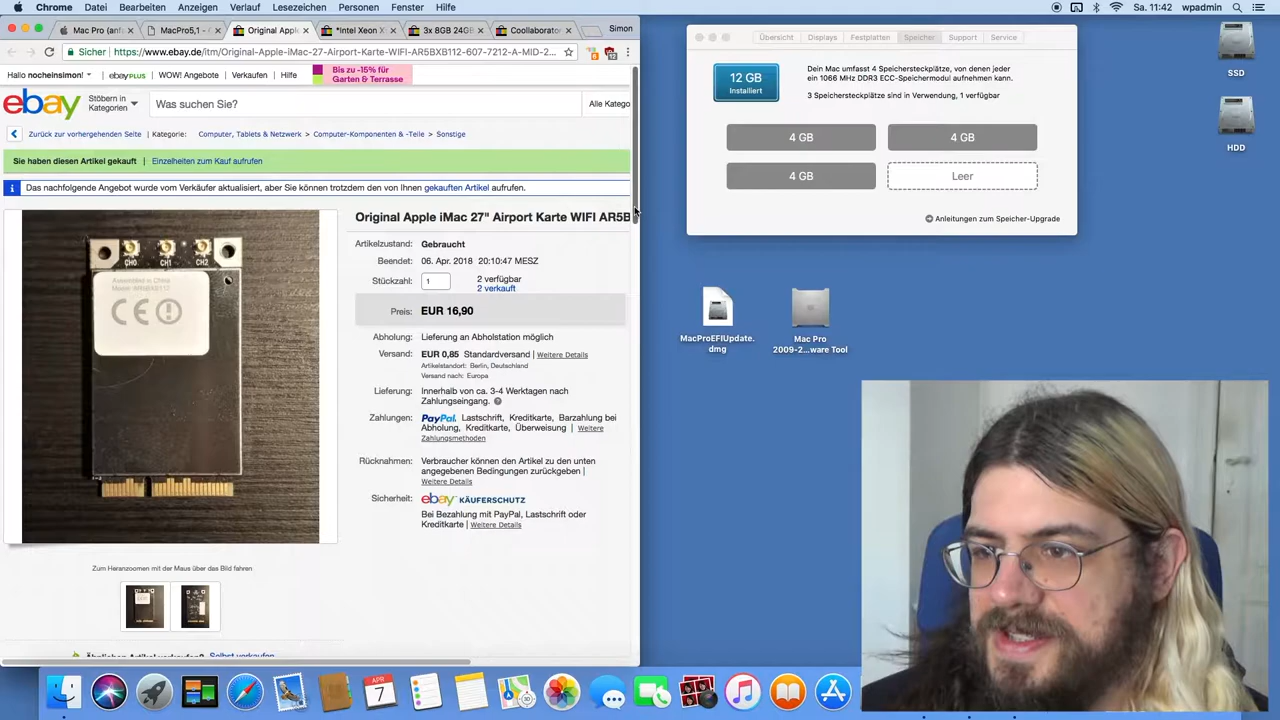 Chrome Datei Bearbeiten Anzeigen Verlauf Lesezeichen Personen Fenster Hilfe Sa. 11:42 wpadmin
Mac Pro (anf MacPro5,1 - Original Apple *Intel Xeon X 3x 8GB 24GB Coollaborator Simon
Sicher https://www.ebay.de/itm/Original-Apple-iMac-27-Airport-Karte-WIFI-AR5BXB112-607-7212-A-MID-2...
Hallo nocheinsimon! ebayplus WOW! Angebote Verkaufen Hilfe Bis zu -15% für Garten & Terrasse
ebay Stöbern in Kategorien Was suchen Sie? Alle Katego
Zurück zur vorhergehenden Seite Kategorie: Computer, Tablets & Netzwerk > Computer-Komponenten & -Teile > Sonstige
Sie haben diesen Artikel gekauft Einzelheiten zum Kauf aufrufen
Das nachfolgende Angebot wurde vom Verkäufer aktualisiert, aber Sie können trotzdem den von Ihnen gekauften Artikel aufrufen.
CH0 CH1 CH2
Assembled in China
Original Apple iMac 27" Airport Karte WIFI AR5B
Artikelzustand: Gebraucht
Beendet: 06. Apr. 2018 20:10:47 MESZ
Stückzahl: 1 2 verfügbar
2 verkauft
Preis: EUR 16,90
Abholung: Lieferung an Abholstation möglich
Versand: EUR 0,85 Standardversand | Weitere Details
Artikelstandort: Berlin, Deutschland
Versand nach: Europa
Lieferung: Innerhalb von ca. 3-4 Werktagen nach
Zahlungseingang.
Zahlungen: PayPal, Lastschrift, Kreditkarte, Barzahlung bei
Abholung, Kreditkarte, Überweisung | Weitere
Zahlungsmethoden
Rücknahmen: Verbraucher können den Artikel zu den unten
angegebenen Bedingungen zurückgeben |
Weitere Details
Sicherheit: ebay KÄUFERSCHUTZ
Bei Bezahlung mit PayPal, Lastschrift oder
Kreditkarte | Weitere Details
Zum Heranzoomen mit der Maus über das Bild fahren
Ähnlichen Artikel verkaufen? Selbst verkaufen
Übersicht Displays Festplatten Speicher Support Service
12 GB
Installiert
Dein Mac umfasst 4 Speichersteckplätze, von denen jeder
ein 1066 MHz DDR3 ECC-Speichermodul aufnehmen kann.
3 Speichersteckplätze sind in Verwendung, 1 verfügbar
4 GB 4 GB
4 GB Leer
Anleitungen zum Speicher-Upgrade
SSD
HDD
MacProEFIUpdate.
dmg
Mac Pro
2009-2...ware Tool
APR
7